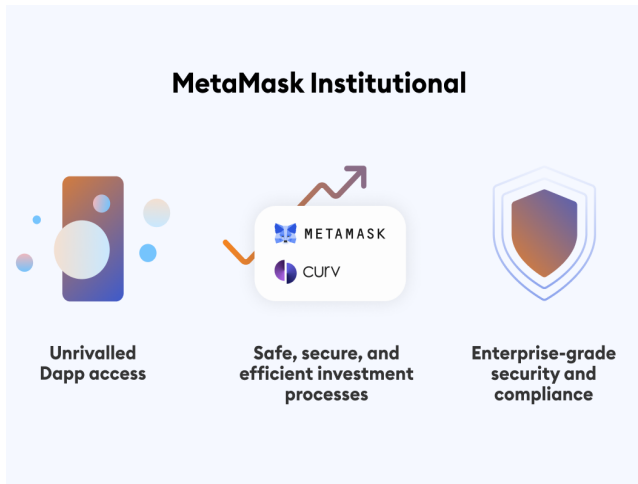 MetaMask Institutional
METAMASK
curv
Unrivalled
Dapp access
Safe, secure, and
efficient investment
processes
Enterprise-grade
security and
compliance